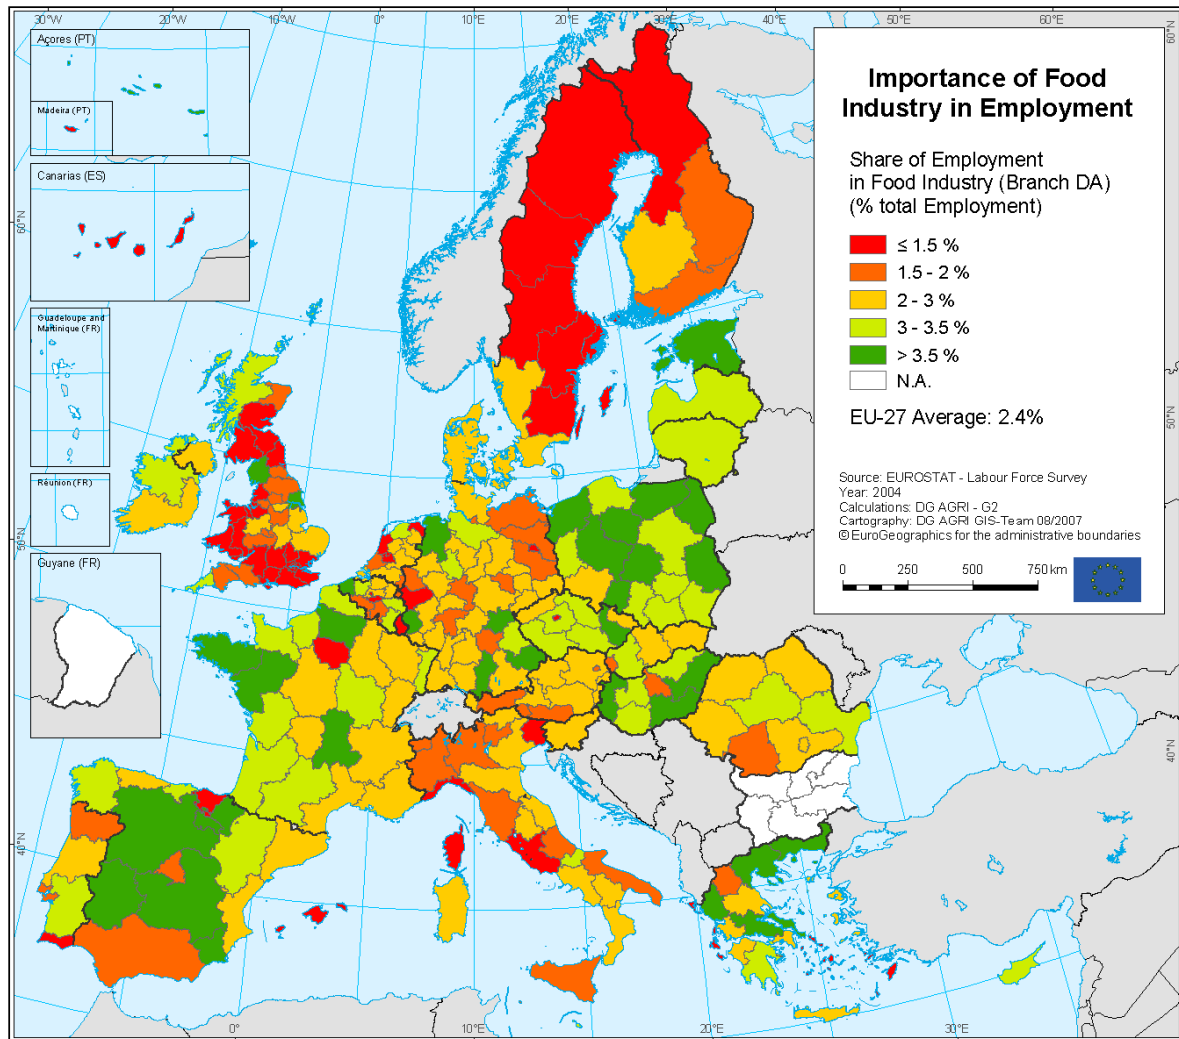 30°W 20°W 10°W 0°E 10°E 20°E 30°E 40°E 50°E 60°E
Açores (PT)
Madeira (PT)
Canarias (ES)
Guadeloupe and
Martinique (FR)
Réunion (FR)
Guyane (FR)
Importance of Food
Industry in Employment
Share of Employment
in Food Industry (Branch DA)
(% total Employment)
≤ 1.5 %
1.5 - 2 %
2 - 3 %
3 - 3.5 %
> 3.5 %
N.A.
EU-27 Average: 2.4%
Source: EUROSTAT - Labour Force Survey
Year: 2004
Calculations: DG AGRI - G2
Cartography: DG AGRI GIS-Team 08/2007
© EuroGeographics for the administrative boundaries
0 250 500 750 km
60°N
50°N
40°N
60°N
50°N
40°N
0° 10°E 20°E 30°E